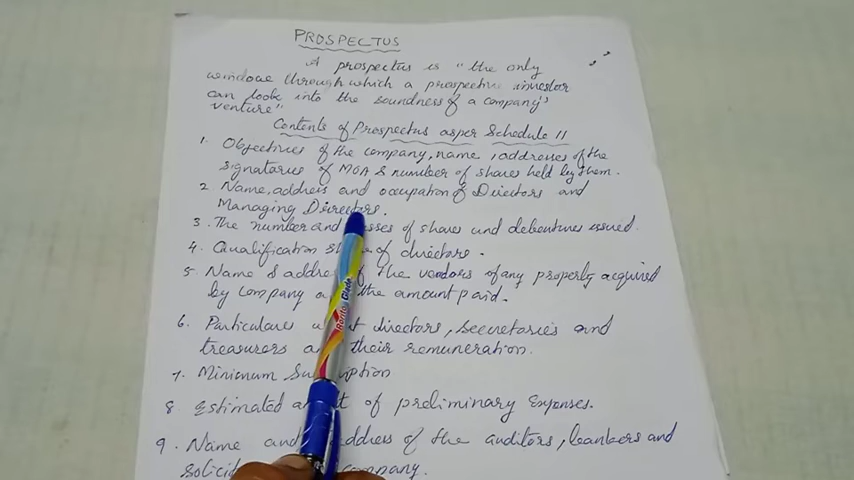 PROSPECTUS
A prospectus is "the only
window through which a prospective investor
can look into the soundness of a company's
venture"
Contents of Prospectus as per Schedule II
1. Objectives of the company, name, addresses of the
signatories of MOA & number of shares held by them.
2. Name, address and occupation of Directors and
Managing Directors.
3. The number and of shares and debentures issued.
4. Qualification of directors.
5. Name & of the vendors of any property acquired
by company the amount paid.
6. Particulars directors, secretaries and
treasurers their remuneration.
7. Minimum
8 Estimated of preliminary Expenses.
9. Name and address of the auditors, bankers and
company.
Renter Glade